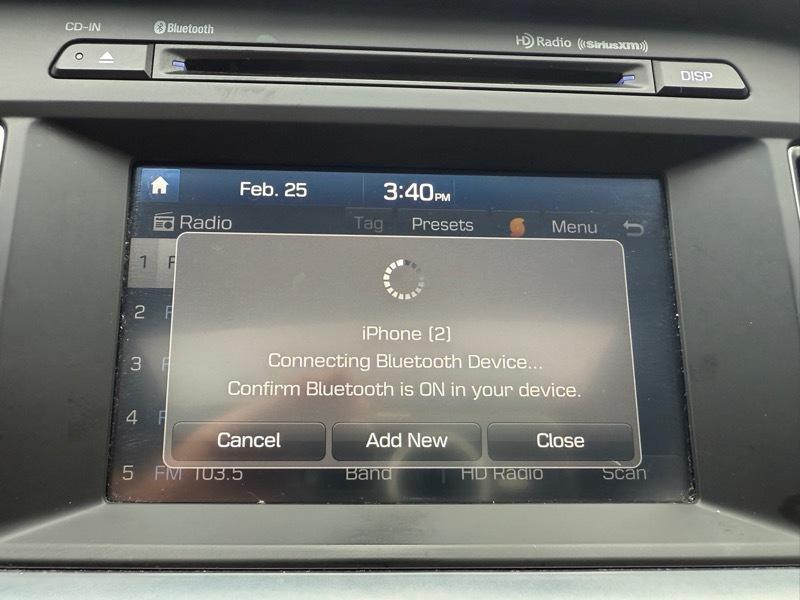 CD-IN
Bluetooth
HD Radio ((SiriusXM))
DISP
Feb. 25 3:40 PM
Radio Tag Presets Menu
1 F
2 F
3 F
4 F
iPhone (2)
Connecting Bluetooth Device...
Confirm Bluetooth is ON in your device.
Cancel Add New Close
5 FM 103.5 Band HD Radio Scan